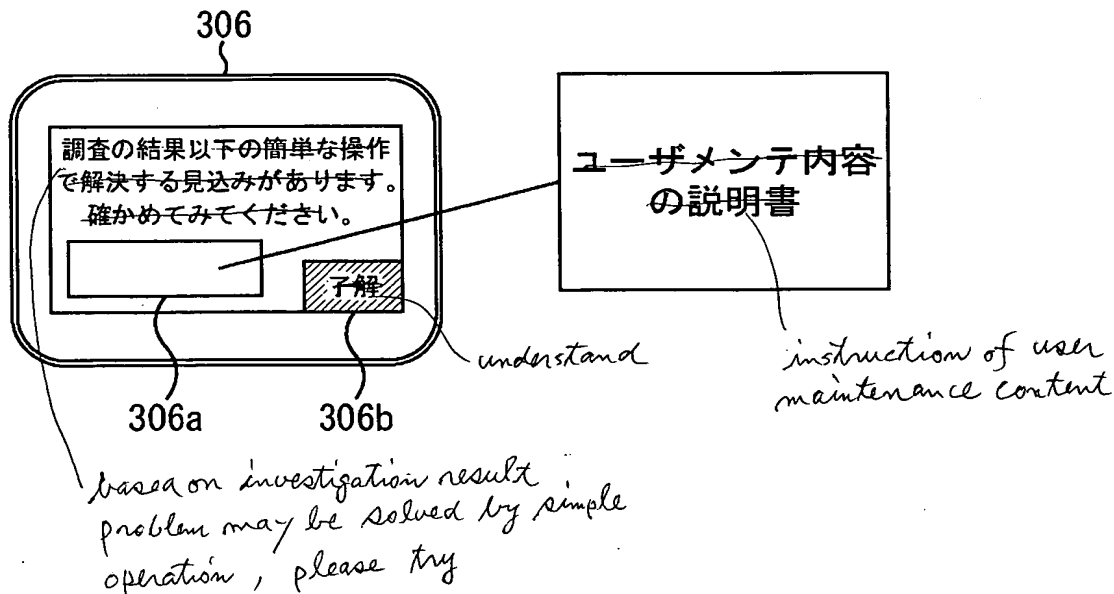 306
調査の結果以下の簡単な操作
で解決する見込みがあります。
確かめてみてください。
了解
306a
306b
ユーザメンテ内容
の説明書
understand
instruction of user
maintenance content
based on investigation result
problem may be solved by simple
operation, please try